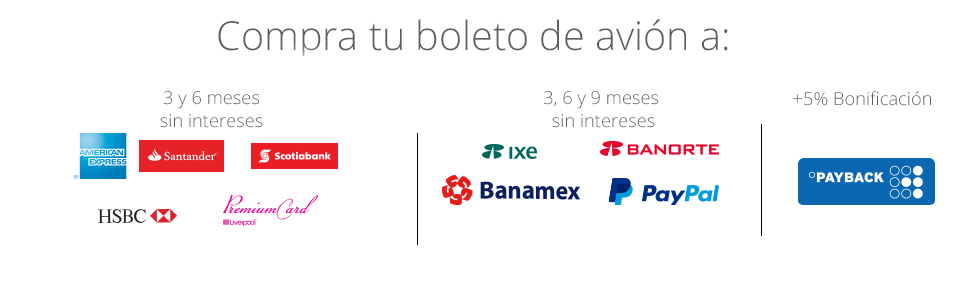 Compra tu boleto de avión a:
3 y 6 meses
sin intereses
AMERICAN
EXPRESS
Santander
Scotiabank
HSBC
PremiumCard
Liverpool
3, 6 y 9 meses
sin intereses
IXE
BANORTE
Banamex
PayPal
+5% Bonificación
PAYBACK